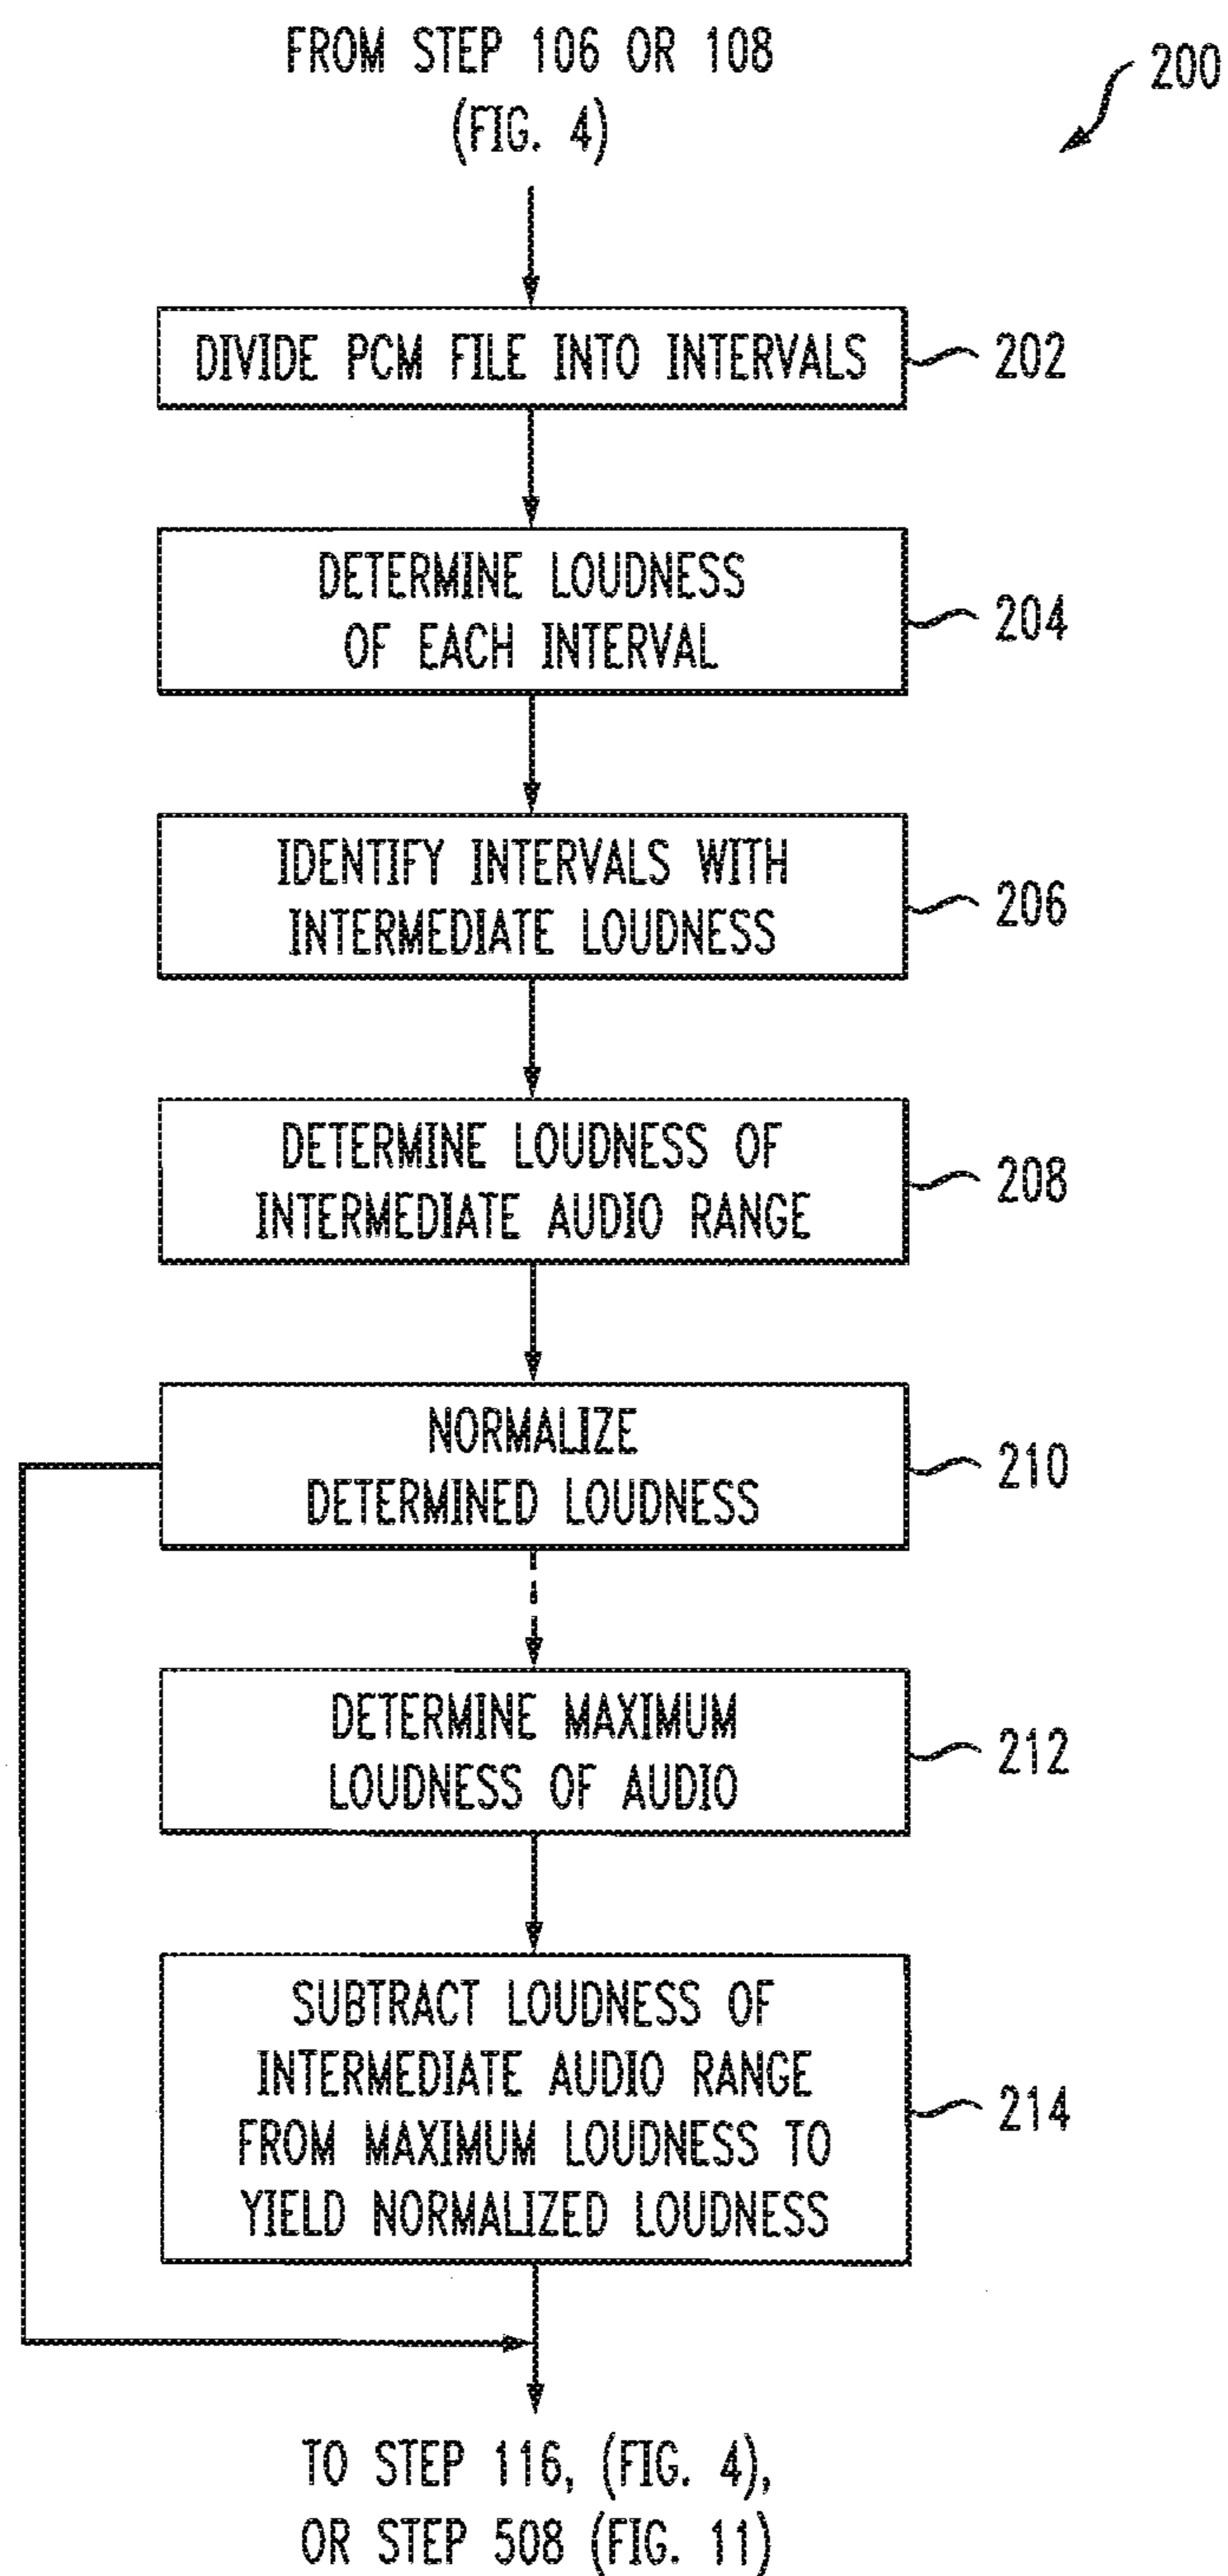 FROM STEP 106 OR 108
(FIG. 4)
200
DIVIDE PCM FILE INTO INTERVALS
202
DETERMINE LOUDNESS
OF EACH INTERVAL
204
IDENTIFY INTERVALS WITH
INTERMEDIATE LOUDNESS
206
DETERMINE LOUDNESS OF
INTERMEDIATE AUDIO RANGE
208
NORMALIZE
DETERMINED LOUDNESS
210
DETERMINE MAXIMUM
LOUDNESS OF AUDIO
212
SUBTRACT LOUDNESS OF
INTERMEDIATE AUDIO RANGE
FROM MAXIMUM LOUDNESS TO
YIELD NORMALIZED LOUDNESS
214
TO STEP 116, (FIG. 4),
OR STEP 508 (FIG. 11)